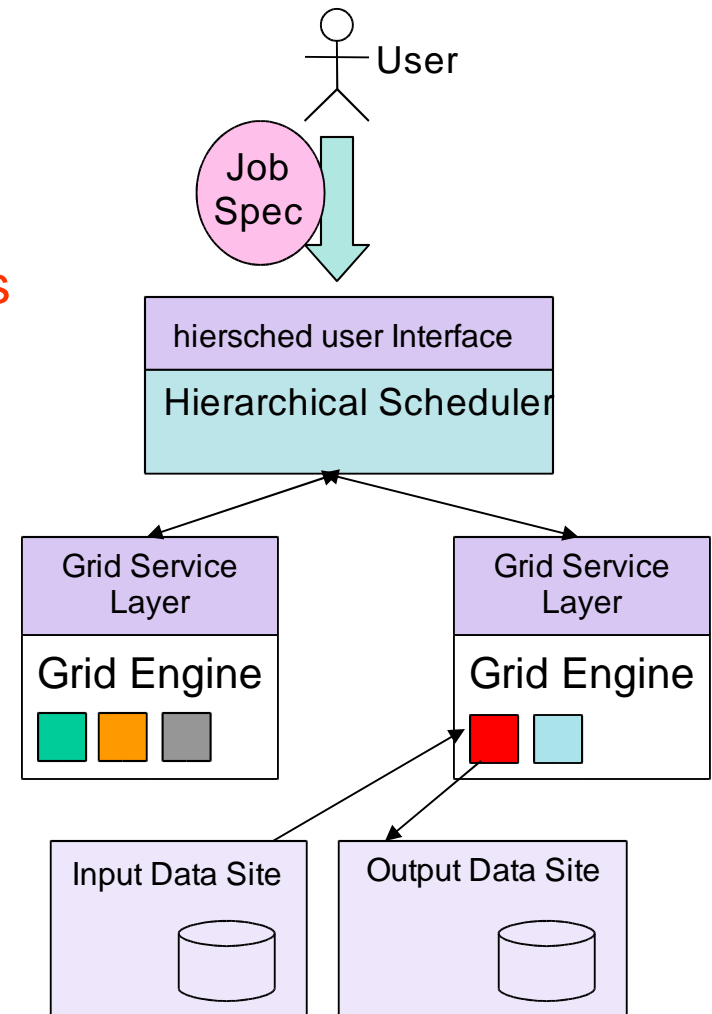 User
Job
Spec
s
hiersched user Interface
Hierarchical Scheduler
Grid Service
Layer
Grid Engine
Grid Service
Layer
Grid Engine
Input Data Site
Output Data Site